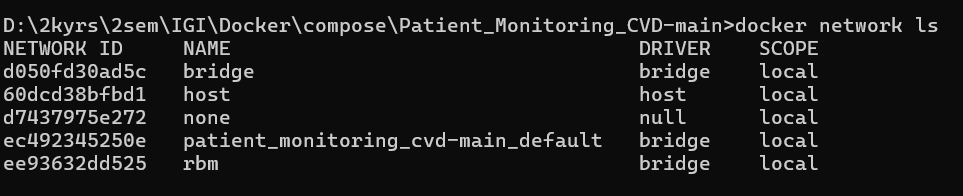 D:\2kyrs\2sem\IGI\Docker\compose\Patient_Monitoring_CVD-main>docker network ls
NETWORK ID     NAME                                 DRIVER    SCOPE
d050fd30ad5c   bridge                               bridge    local
60dcd38bfbd1   host                                 host      local
d7437975e272   none                                 null      local
ec492345250e   patient_monitoring_cvd-main_default   bridge    local
ee93632dd525   rbm                                  bridge    local